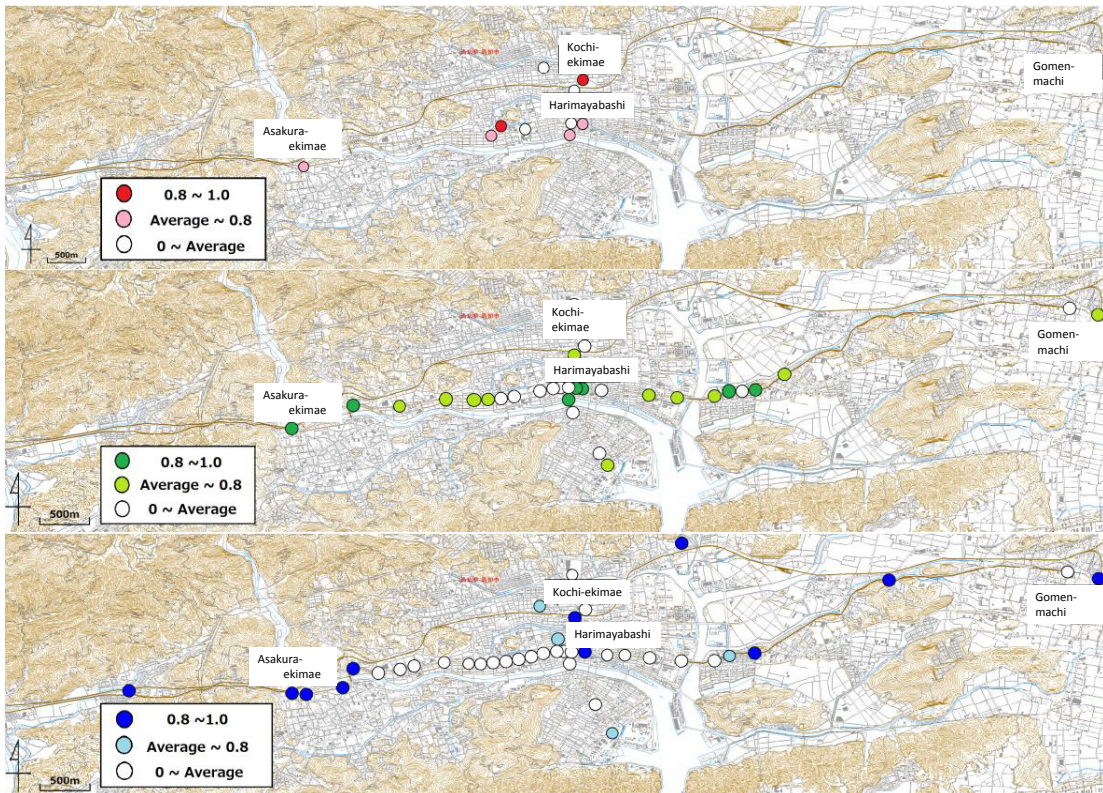 Kochi-
ekimae
Gomen-
machi
Harimayabashi
Asakura-
ekimae
0.8 ~ 1.0
Average ~ 0.8
0 ~ Average
500m
Kochi-
ekimae
Gomen-
machi
Harimayabashi
Asakura-
ekimae
0.8 ~1.0
Average ~ 0.8
0 ~ Average
500m
Kochi-ekimae
Gomen-
machi
Harimayabashi
Asakura-
ekimae
0.8 ~1.0
Average ~ 0.8
0 ~ Average
500m